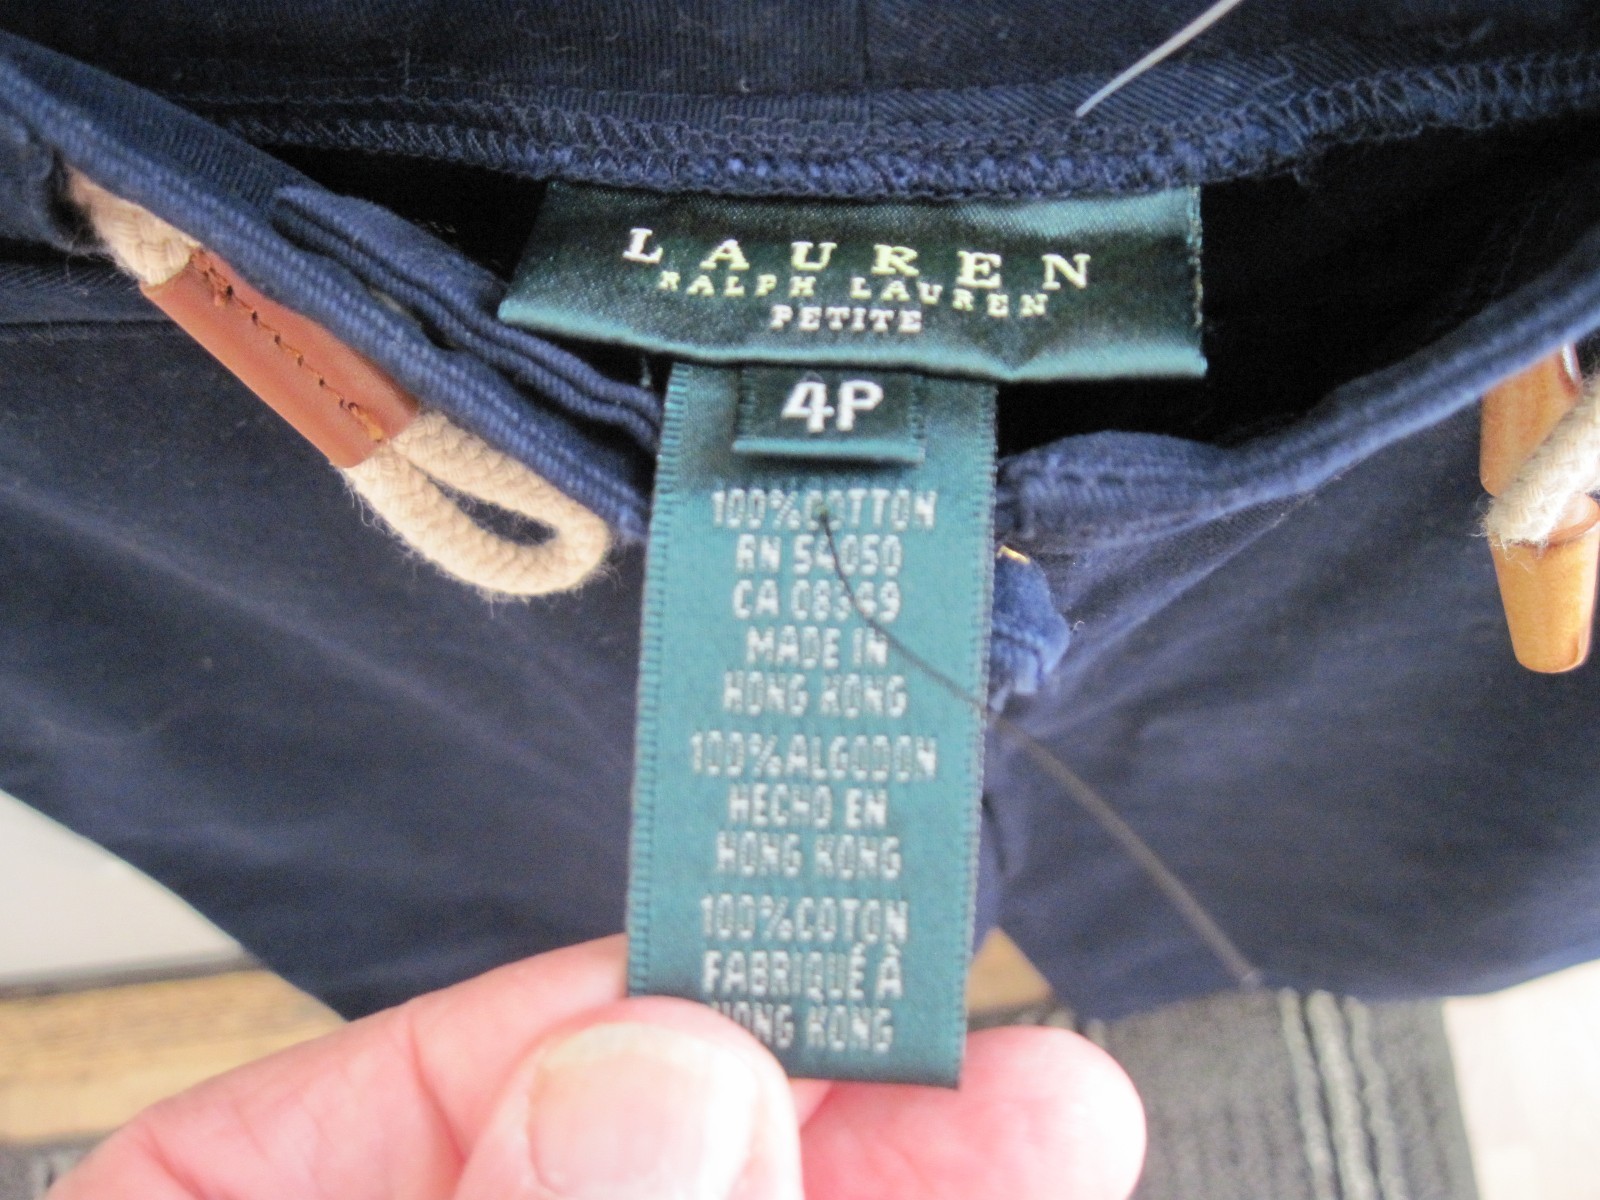 LAUREN
RALPH LAUREN
PETITE
4P
100%COTTON
RN 54050
CA
MADE IN
HONG KONG
100%ALGODON
HECHO EN
HONG KONG
100%COTON
FABRIQUÉ À
HONG KONG